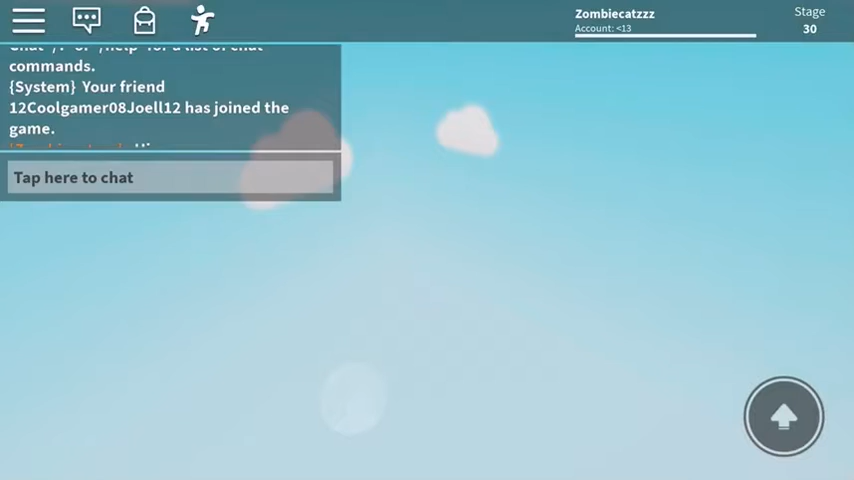 Zombiecatzzz
Account: <13
Stage
30
commands.
{System} Your friend
12Coolgamer08Joell12 has joined the
game.
Tap here to chat